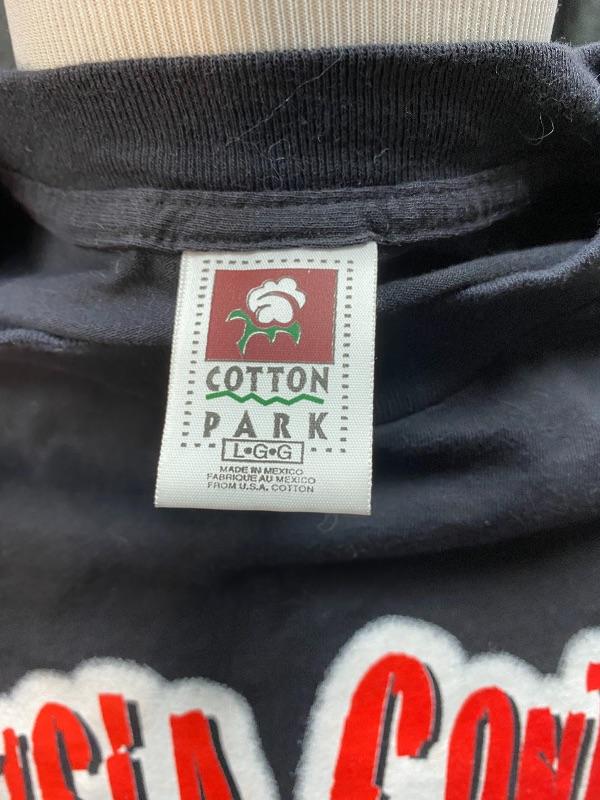 COTTON
PARK
L•G•G
MADE IN MEXICO
FABRIQUE AU MEXICO
FROM U.S.A. COTTON